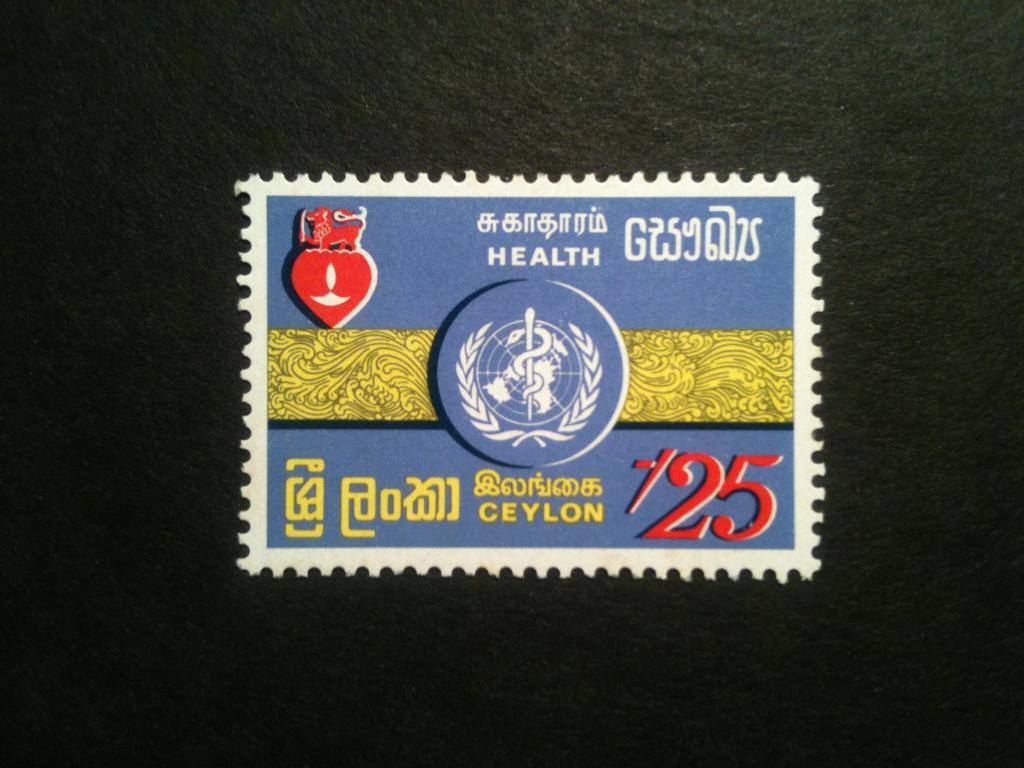 சுகாதாரம்
HEALTH
සෞඛ්‍ය
ශ්‍රී ලංකා
இலங்கை
CEYLON
/25